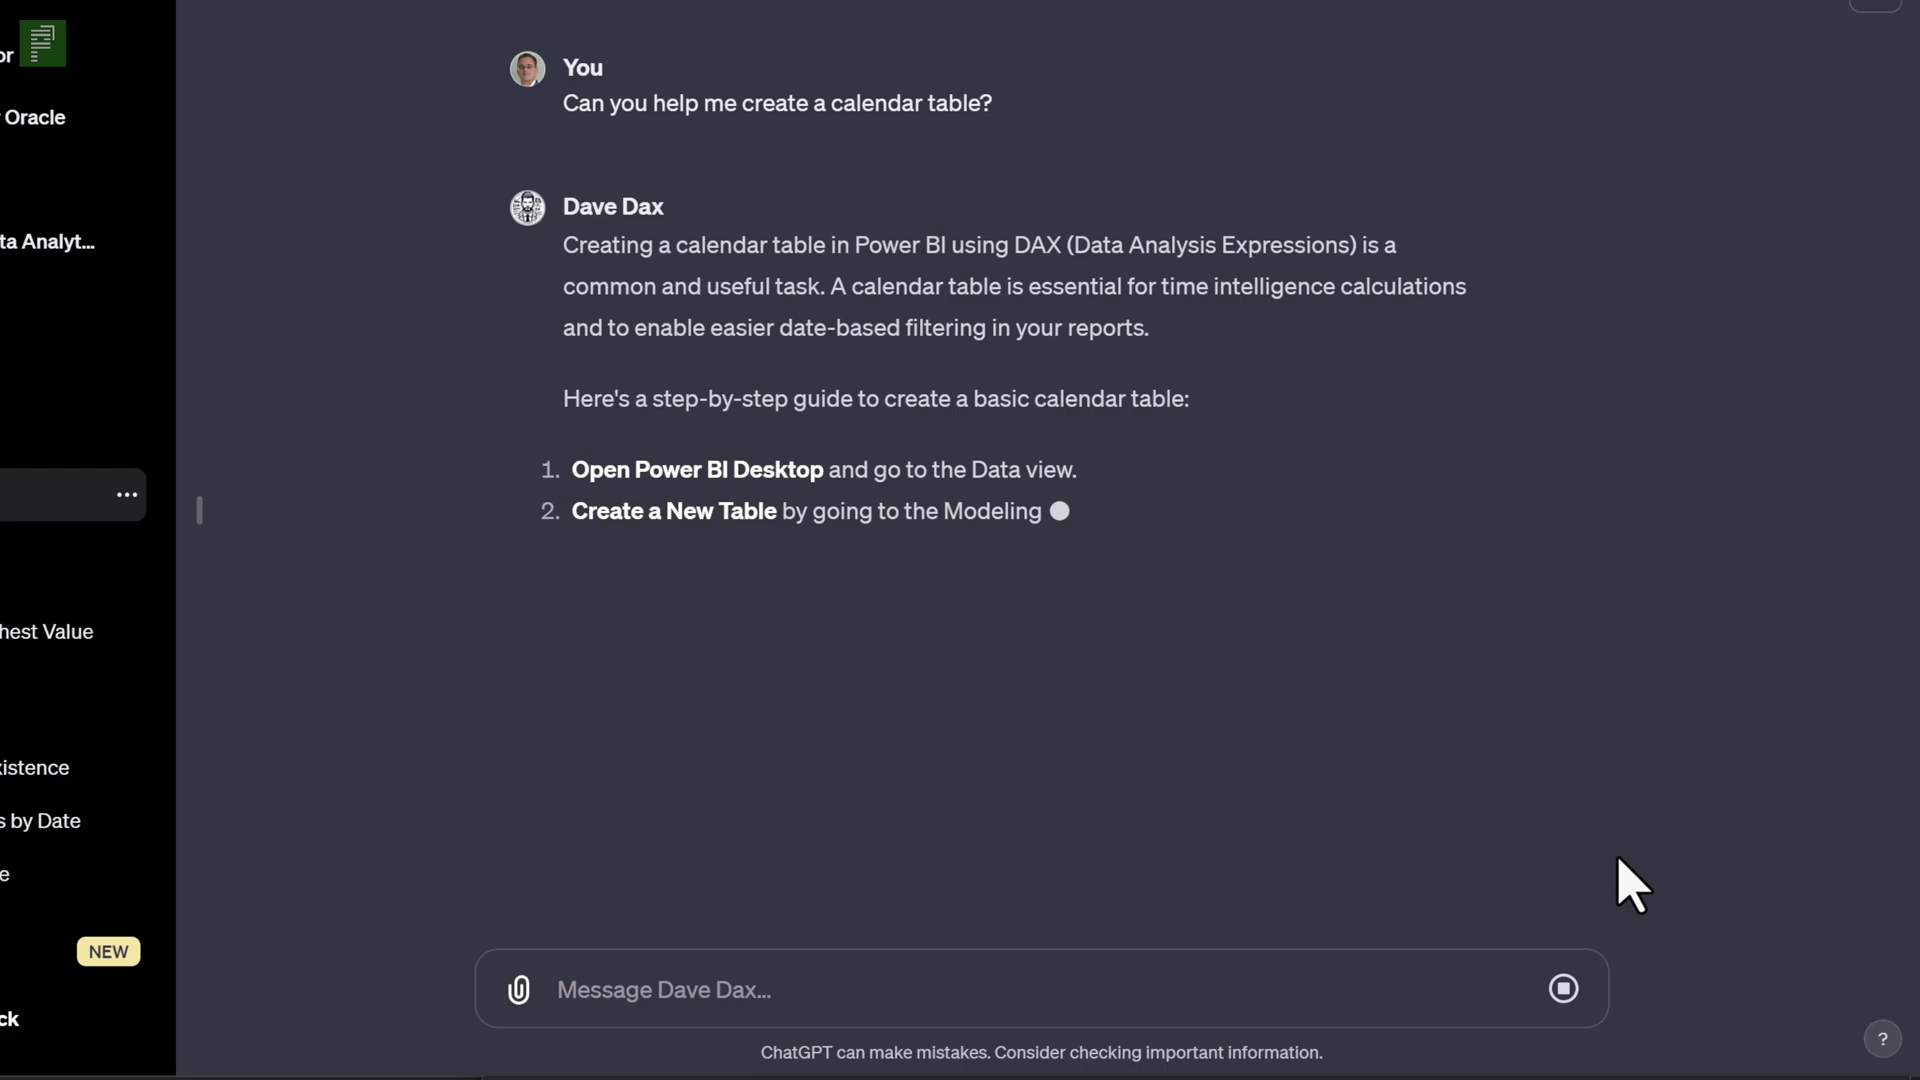 or
Oracle
ta Analyt...
hest Value
istence
s by Date
e
NEW
ck
You
Can you help me create a calendar table?
Dave Dax
Creating a calendar table in Power BI using DAX (Data Analysis Expressions) is a
common and useful task. A calendar table is essential for time intelligence calculations
and to enable easier date-based filtering in your reports.
Here's a step-by-step guide to create a basic calendar table:
1. Open Power BI Desktop and go to the Data view.
2. Create a New Table by going to the Modeling
Message Dave Dax...
ChatGPT can make mistakes. Consider checking important information.
?